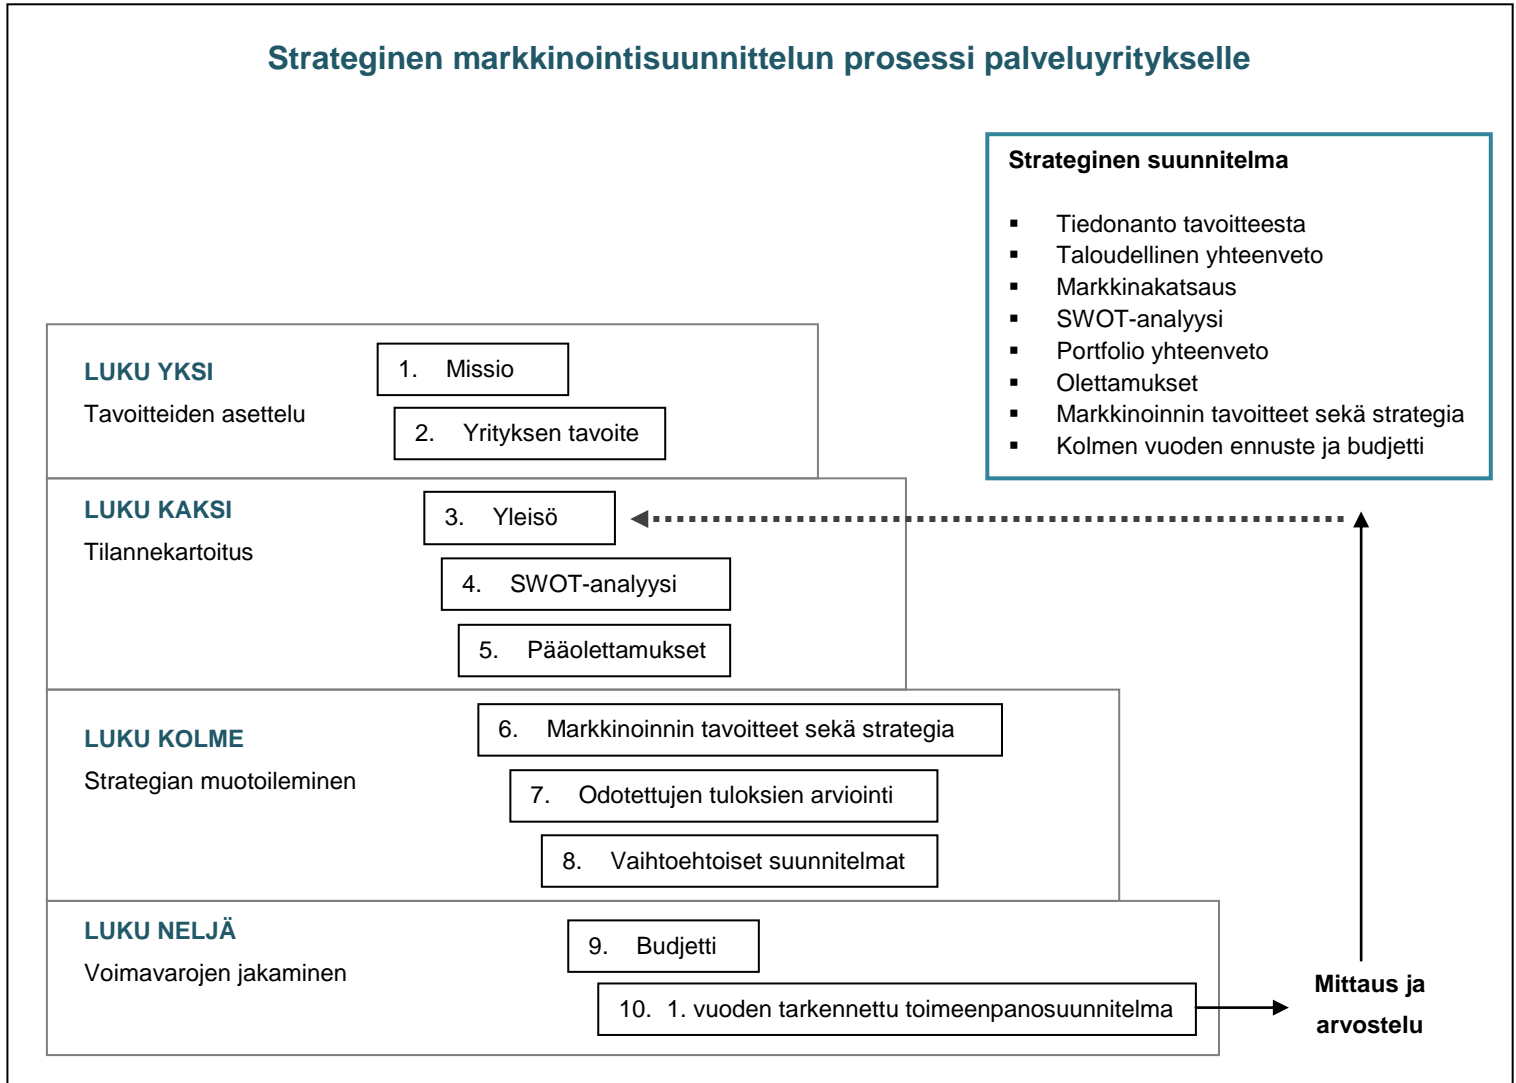 Strateginen markkinointisuunnittelun prosessi palveluyritykselle
Strateginen suunnitelma
▪ Tiedonanto tavoitteesta
▪ Taloudellinen yhteenveto
▪ Markkinakatsaus
▪ SWOT-analyysi
▪ Portfolio yhteenveto
▪ Olettamukset
▪ Markkinoinnin tavoitteet sekä strategia
▪ Kolmen vuoden ennuste ja budjetti
LUKU YKSI
Tavoitteiden asettelu
1. Missio
2. Yrityksen tavoite
LUKU KAKSI
Tilannekartoitus
3. Yleisö
4. SWOT-analyysi
5. Pääolettamukset
LUKU KOLME
Strategian muotoileminen
6. Markkinoinnin tavoitteet sekä strategia
7. Odotettujen tuloksien arviointi
8. Vaihtoehtoiset suunnitelmat
LUKU NELJÄ
Voimavarojen jakaminen
9. Budjetti
10. 1. vuoden tarkennettu toimeenpanosuunnitelma
Mittaus ja
arvostelu